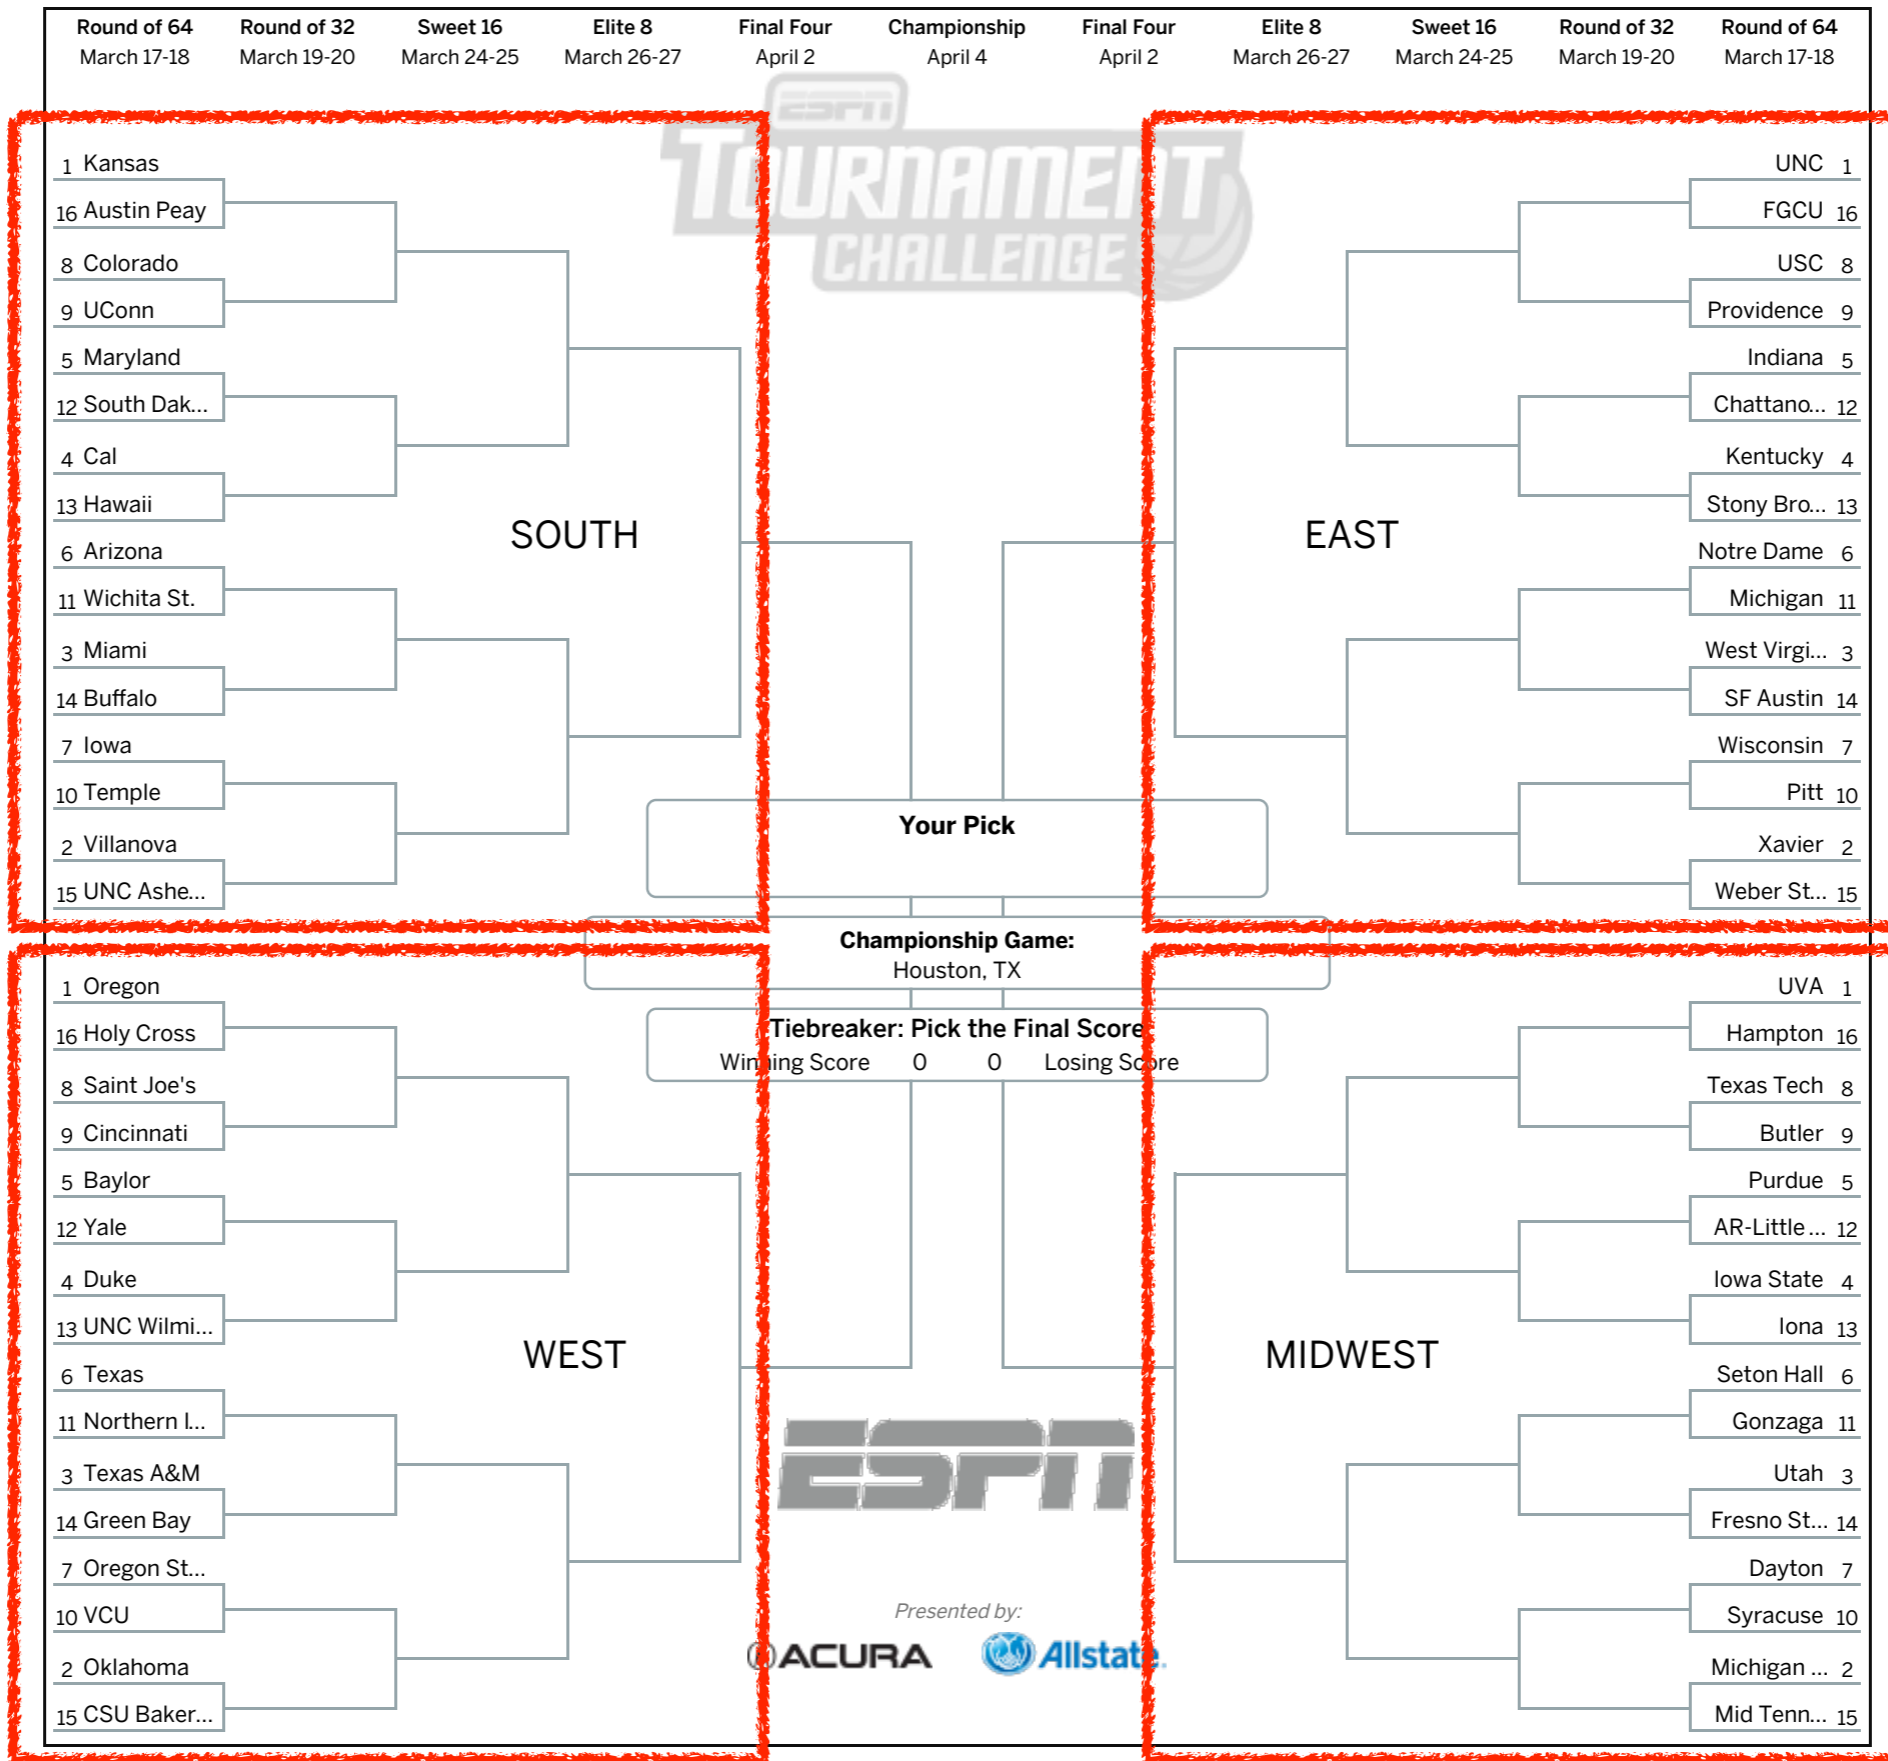 Round of 64 Round of 32 Sweet 16 Elite 8 Final Four Championship Final Four Elite 8 Sweet 16 Round of 32 Round of 64
March 17-18 March 19-20 March 24-25 March 26-27 April 2 April 4 April 2 March 26-27 March 24-25 March 19-20 March 17-18
ESPN
TOURNAMENT
CHALLENGE
1 Kansas
16 Austin Peay
8 Colorado
9 UConn
5 Maryland
12 South Dak...
4 Cal
13 Hawaii
SOUTH
6 Arizona
11 Wichita St.
3 Miami
14 Buffalo
7 Iowa
10 Temple
2 Villanova
15 UNC Ashe...
UNC 1
FGCU 16
USC 8
Providence 9
Indiana 5
Chattano... 12
Kentucky 4
Stony Bro... 13
EAST
Notre Dame 6
Michigan 11
West Virgi... 3
SF Austin 14
Wisconsin 7
Pitt 10
Xavier 2
Weber St... 15
Your Pick
Championship Game:
Houston, TX
Tiebreaker: Pick the Final Score
Winning Score 0 0 Losing Score
1 Oregon
16 Holy Cross
8 Saint Joe's
9 Cincinnati
5 Baylor
12 Yale
4 Duke
13 UNC Wilmi...
WEST
6 Texas
11 Northern I...
3 Texas A&M
14 Green Bay
7 Oregon St...
10 VCU
2 Oklahoma
15 CSU Baker...
UVA 1
Hampton 16
Texas Tech 8
Butler 9
Purdue 5
AR-Little ... 12
Iowa State 4
Iona 13
MIDWEST
Seton Hall 6
Gonzaga 11
Utah 3
Fresno St... 14
Dayton 7
Syracuse 10
Michigan ... 2
Mid Tenn... 15
ESPN
Presented by:
ACURA Allstate.